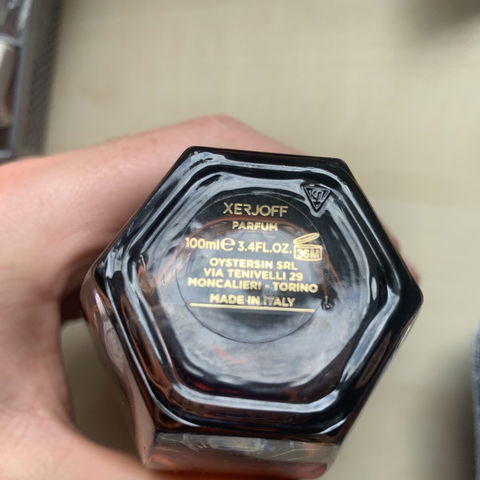 XERJOFF
PARFUM
100ml ℮ 3.4FL.OZ. 36M
OYSTERSIN SRL
VIA TENIVELLI 29
MONCALIERI - TORINO
MADE IN ITALY